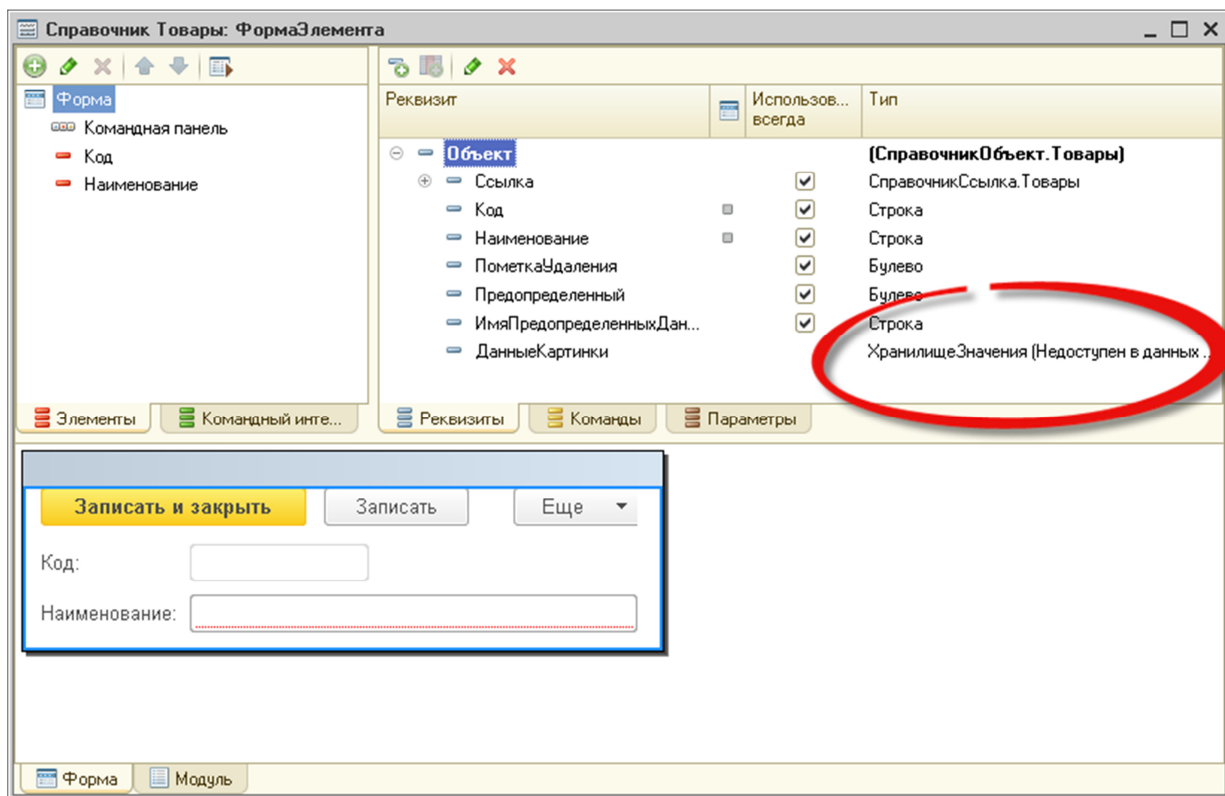 Справочник Товары: ФормаЭлемента
Форма
Командная панель
Код
Наименование
Реквизит
Использов... всегда
Тип
Объект (СправочникОбъект.Товары)
Ссылка СправочникСсылка.Товары
Код Строка
Наименование Строка
ПометкаУдаления Булево
Предопределенный Булево
ИмяПредопределенныхДан... Строка
ДанныеКартинки ХранилищеЗначения (Недоступен в данных ...
Элементы Командный инте...
Реквизиты Команды Параметры
Записать и закрыть Записать Еще
Код:
Наименование:
Форма Модуль